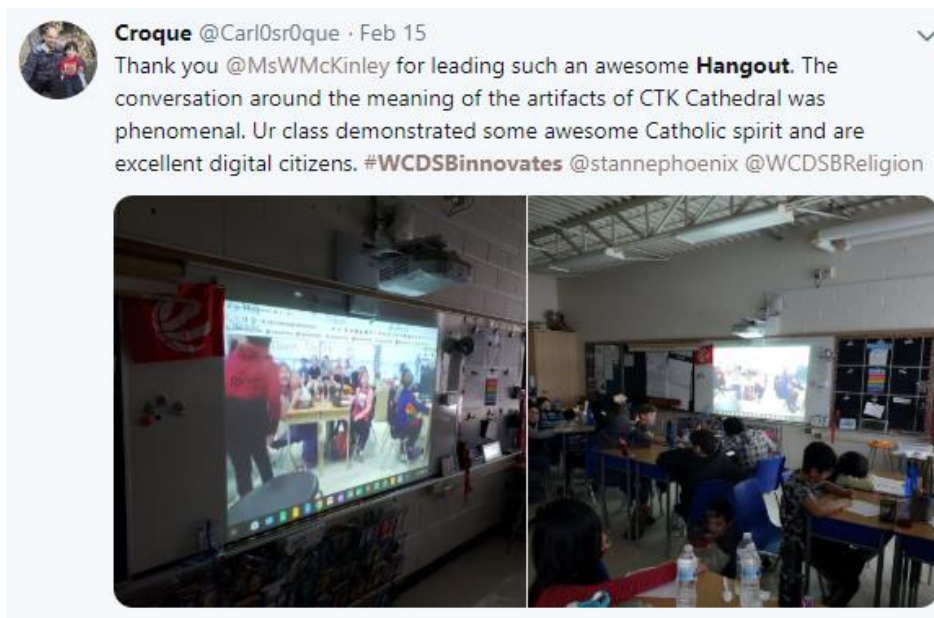 Croque @Carl0sr0que · Feb 15
Thank you @MsWMcKinley for leading such an awesome Hangout. The
conversation around the meaning of the artifacts of CTK Cathedral was
phenomenal. Ur class demonstrated some awesome Catholic spirit and are
excellent digital citizens. #WCDSBinnovates @stannephoenix @WCDSBReligion